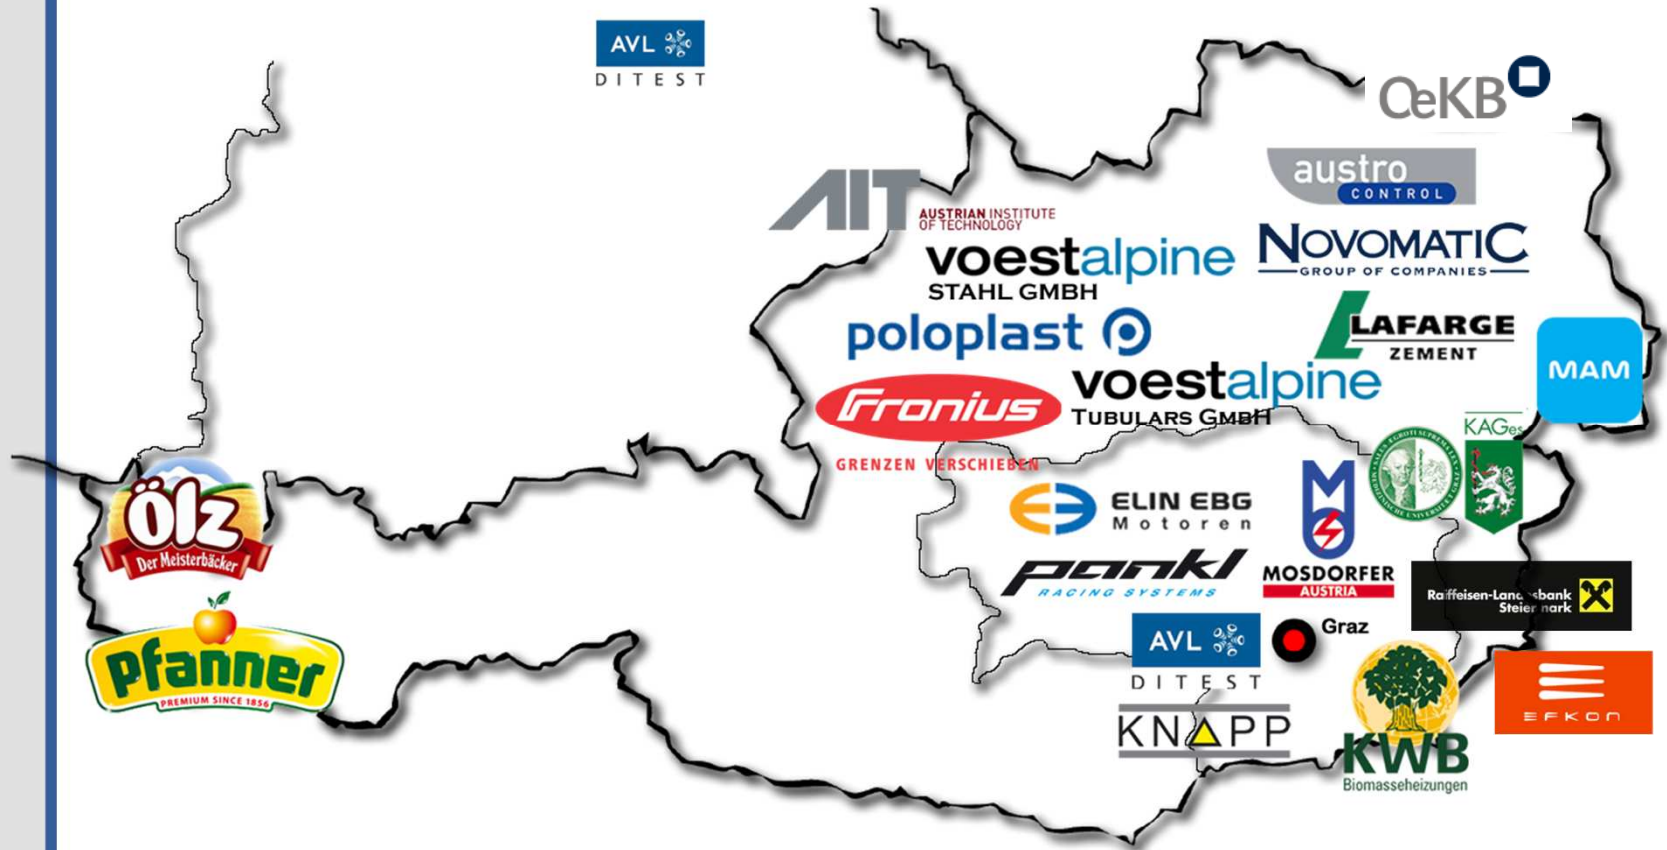 AVL
DITEST
OeKB
austro
CONTROL
AIT
AUSTRIAN INSTITUTE
OF TECHNOLOGY
voestalpine
STAHL GMBH
NOVOMATIC
GROUP OF COMPANIES
poloplast
LAFARGE
ZEMENT
MAM
Fronius
GRENZEN VERSCHIEBEN
voestalpine
TUBULARS GMBH
KAGes
ELIN EBG
Motoren
MOSDORFER
AUSTRIA
pankl
RACING SYSTEMS
Raiffeisen-Landesbank
Steiermark
Ölz
Der Meisterbäcker
Pfanner
PREMIUM SINCE 1856
AVL
DITEST
Graz
KNAPP
KWB
Biomasseheizungen
EFKON